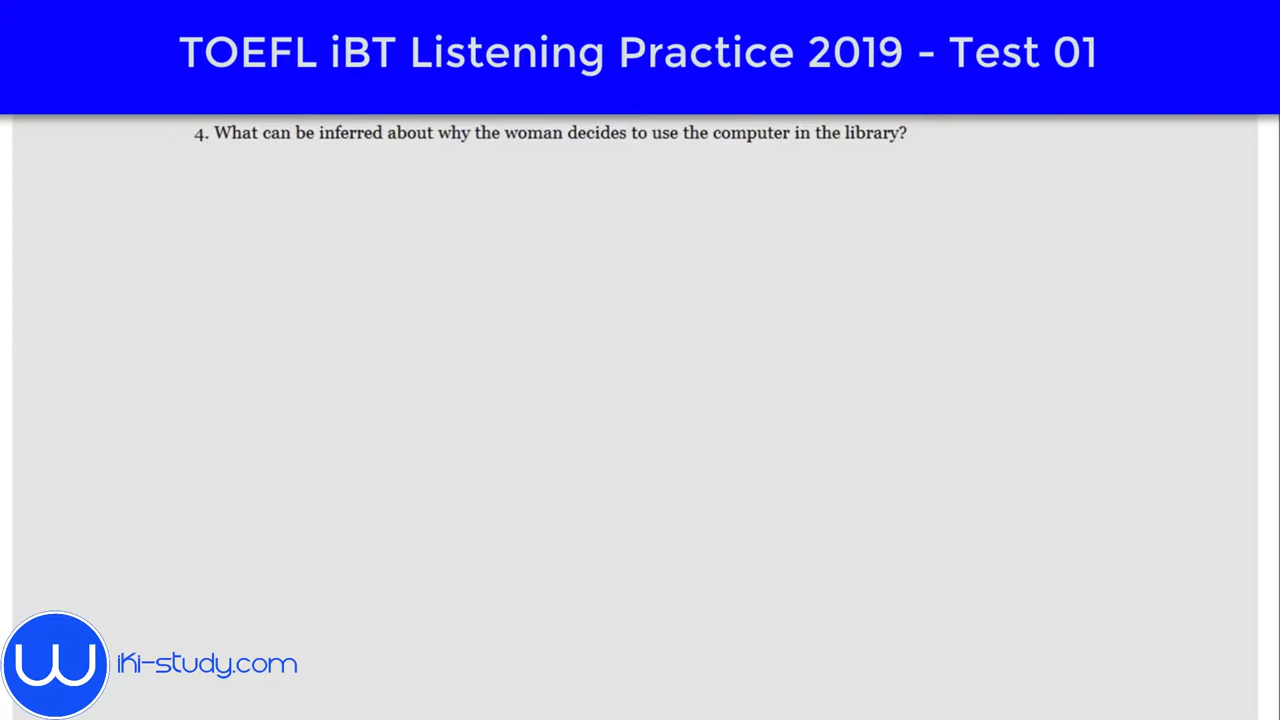 TOEFL iBT Listening Practice 2019 - Test 01
4. What can be inferred about why the woman decides to use the computer in the library?
W iki-study.com